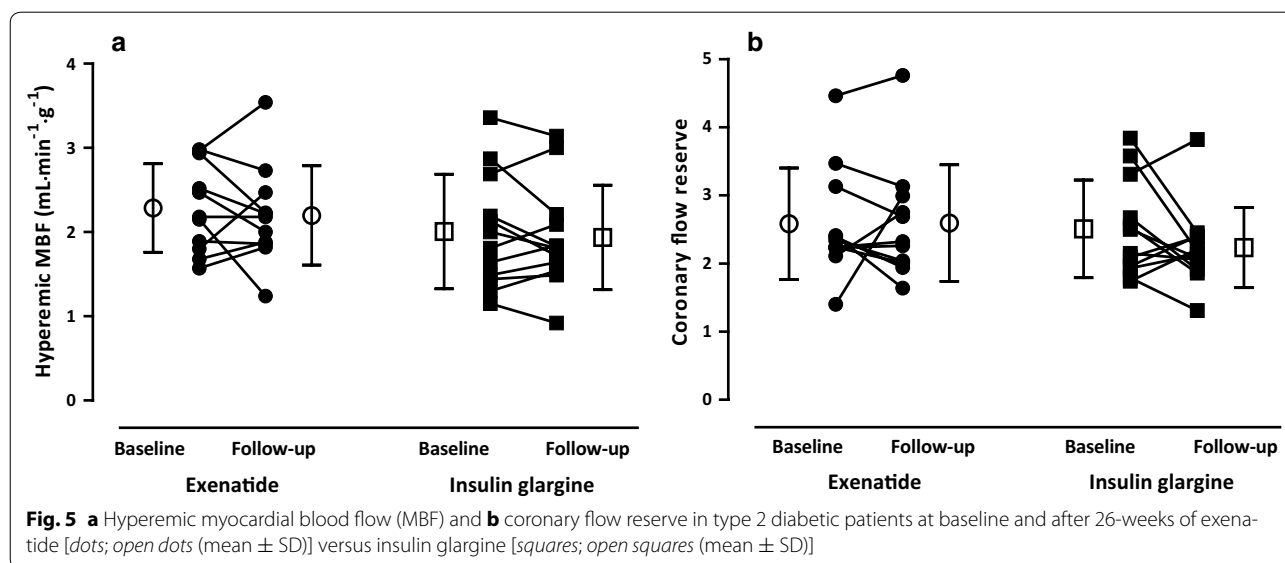 a
b
Hyperemic MBF (mL·min⁻¹·g⁻¹)
4
3
2
1
0
Baseline Follow-up Baseline Follow-up
Exenatide Insulin glargine
Coronary flow reserve
5
4
3
2
1
0
Baseline Follow-up Baseline Follow-up
Exenatide Insulin glargine
Fig. 5 a Hyperemic myocardial blood flow (MBF) and b coronary flow reserve in type 2 diabetic patients at baseline and after 26-weeks of exena-
tide [dots; open dots (mean ± SD)] versus insulin glargine [squares; open squares (mean ± SD)]